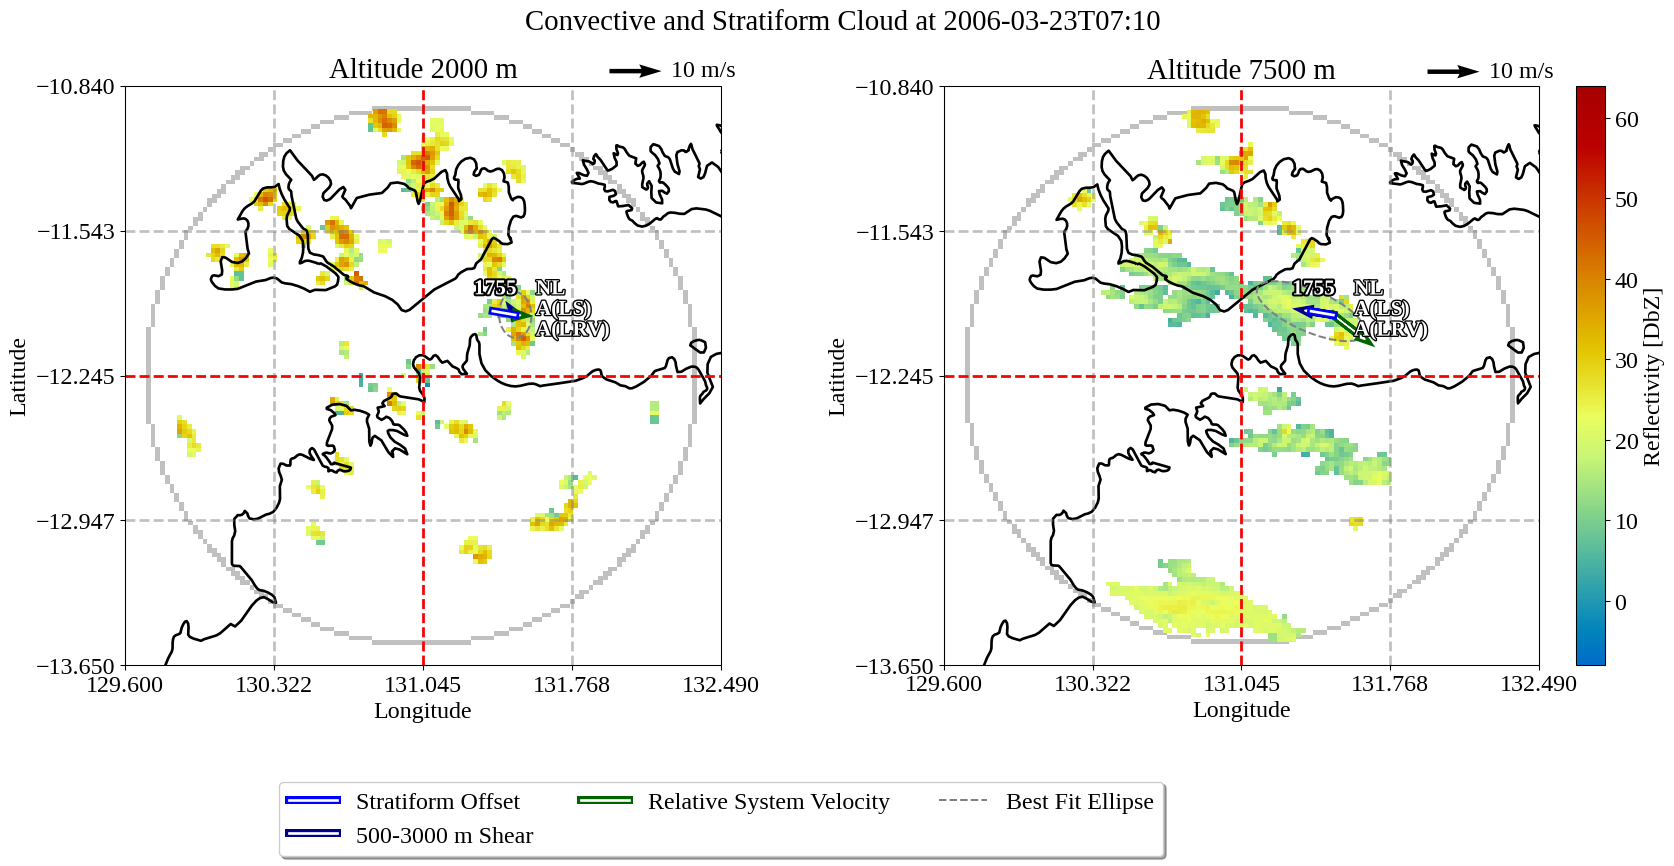 Convective and Stratiform Cloud at 2006-03-23T07:10
Altitude 2000 m
10 m/s
−10.840
−11.543
−12.245
−12.947
−13.650
Latitude
129.600
130.322
131.045
131.768
132.490
Longitude
1755
NL
A(LS)
A(LRV)
Altitude 7500 m
10 m/s
−10.840
−11.543
−12.245
−12.947
−13.650
Latitude
129.600
130.322
131.045
131.768
132.490
Longitude
1755
NL
A(LS)
A(LRV)
60
50
40
30
20
10
0
Reflectivity [DbZ]
Stratiform Offset
500-3000 m Shear
Relative System Velocity
Best Fit Ellipse